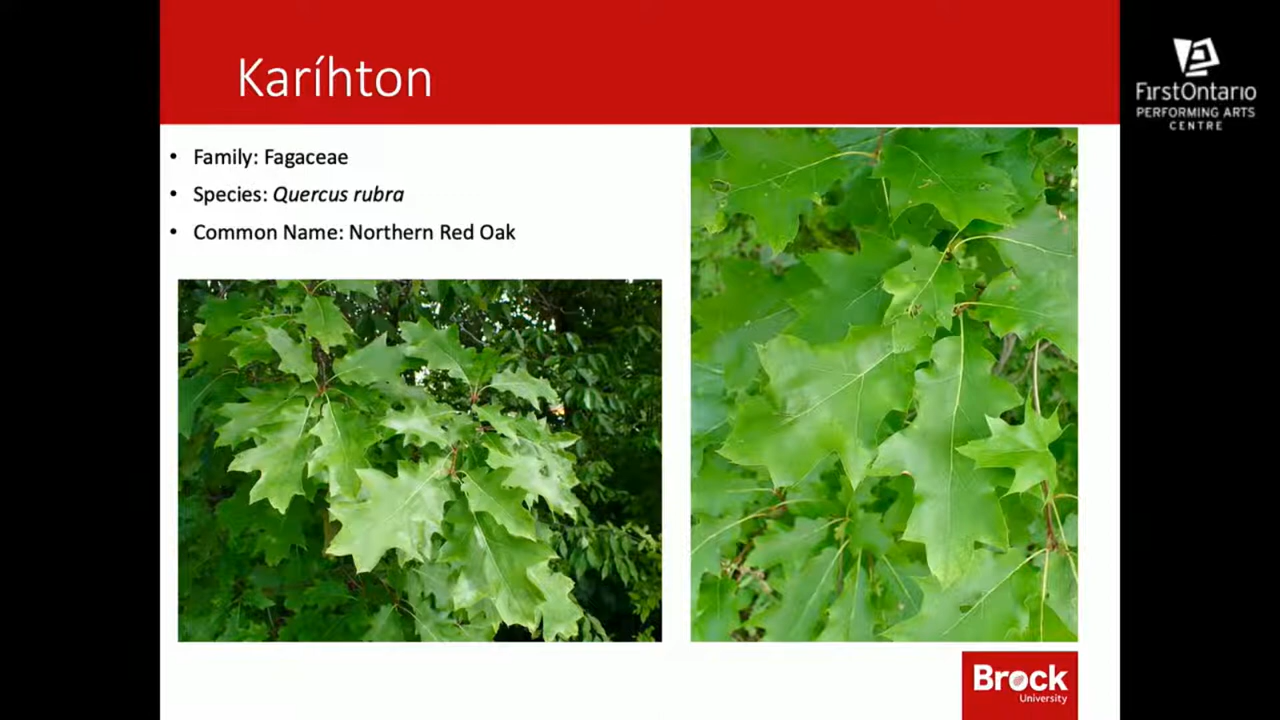 Karíhton
• Family: Fagaceae
• Species: Quercus rubra
• Common Name: Northern Red Oak
FirstOntario
PERFORMING ARTS
CENTRE
Brock
University